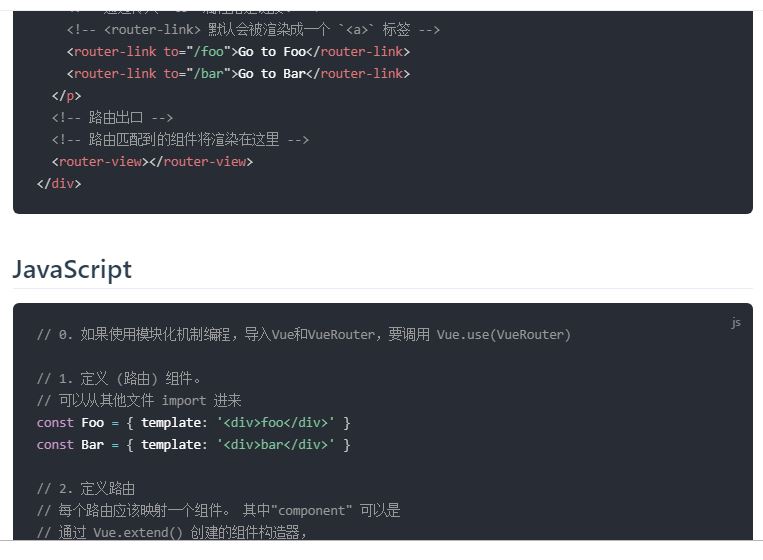 <!-- <router-link> 默认会被渲染成一个 `<a>` 标签 -->
<router-link to="/foo">Go to Foo</router-link>
<router-link to="/bar">Go to Bar</router-link>
</p>
<!-- 路由出口 -->
<!-- 路由匹配到的组件将渲染在这里 -->
<router-view></router-view>
</div>
JavaScript
js
// 0. 如果使用模块化机制编程，导入Vue和VueRouter，要调用 Vue.use(VueRouter)
// 1. 定义 (路由) 组件。
// 可以从其他文件 import 进来
const Foo = { template: '<div>foo</div>' }
const Bar = { template: '<div>bar</div>' }
// 2. 定义路由
// 每个路由应该映射一个组件。 其中"component" 可以是
// 通过 Vue.extend() 创建的组件构造器，